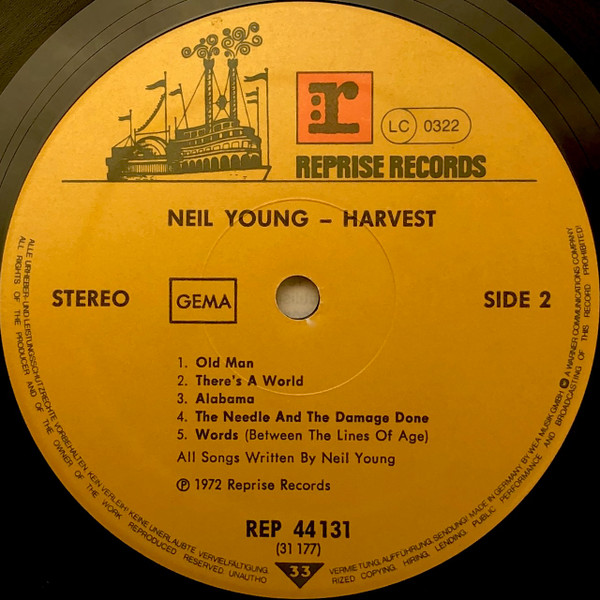 r
LC 0322
REPRISE RECORDS
NEIL YOUNG – HARVEST
STEREO
GEMA
SIDE 2
1. Old Man
2. There's A World
3. Alabama
4. The Needle And The Damage Done
5. Words (Between The Lines Of Age)
All Songs Written By Neil Young
℗ 1972 Reprise Records
REP 44131
(31 177)
33
ALLE URHEBER- UND LEISTUNGSSCHUTZRECHTE VORBEHALTEN. KEIN VERLEIH! KEINE UNERLAUBTE VERVIELFÄLTIGUNG, VERMIETUNG, AUFFÜHRUNG, SENDUNG! MADE IN GERMANY BY WEA MUSIK GMBH A WARNER COMMUNICATIONS COMPANY
ALL RIGHTS OF THE PRODUCER AND OF THE OWNER OF THE WORK REPRODUCED RESERVED. UNAUTHORIZED COPYING, HIRING, LENDING, PUBLIC PERFORMANCE AND BROADCASTING OF THIS RECORD PROHIBITED!